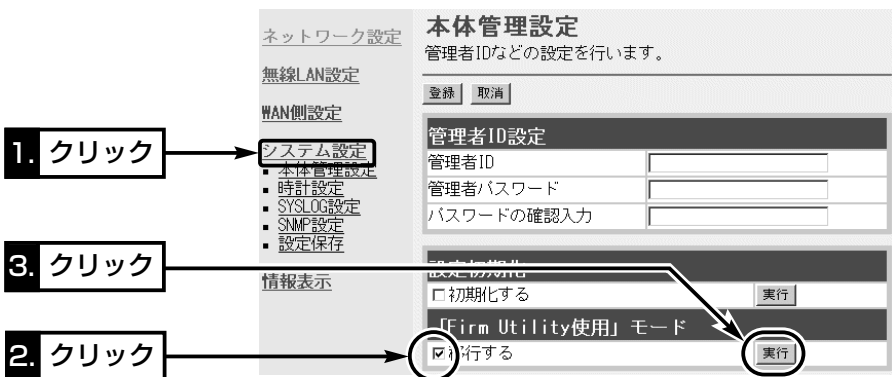 1. クリック
3. クリック
2. クリック
ネットワーク設定
無線LAN設定
WAN側設定
システム設定
本体管理設定
時計設定
SYSLOG設定
SNMP設定
設定保存
情報表示
本体管理設定
管理者IDなどの設定を行います。
登録 取消
管理者ID設定
管理者ID
管理者パスワード
パスワードの確認入力
設定初期化
初期化する 実行
「Firm Utility使用」モード
移行する 実行